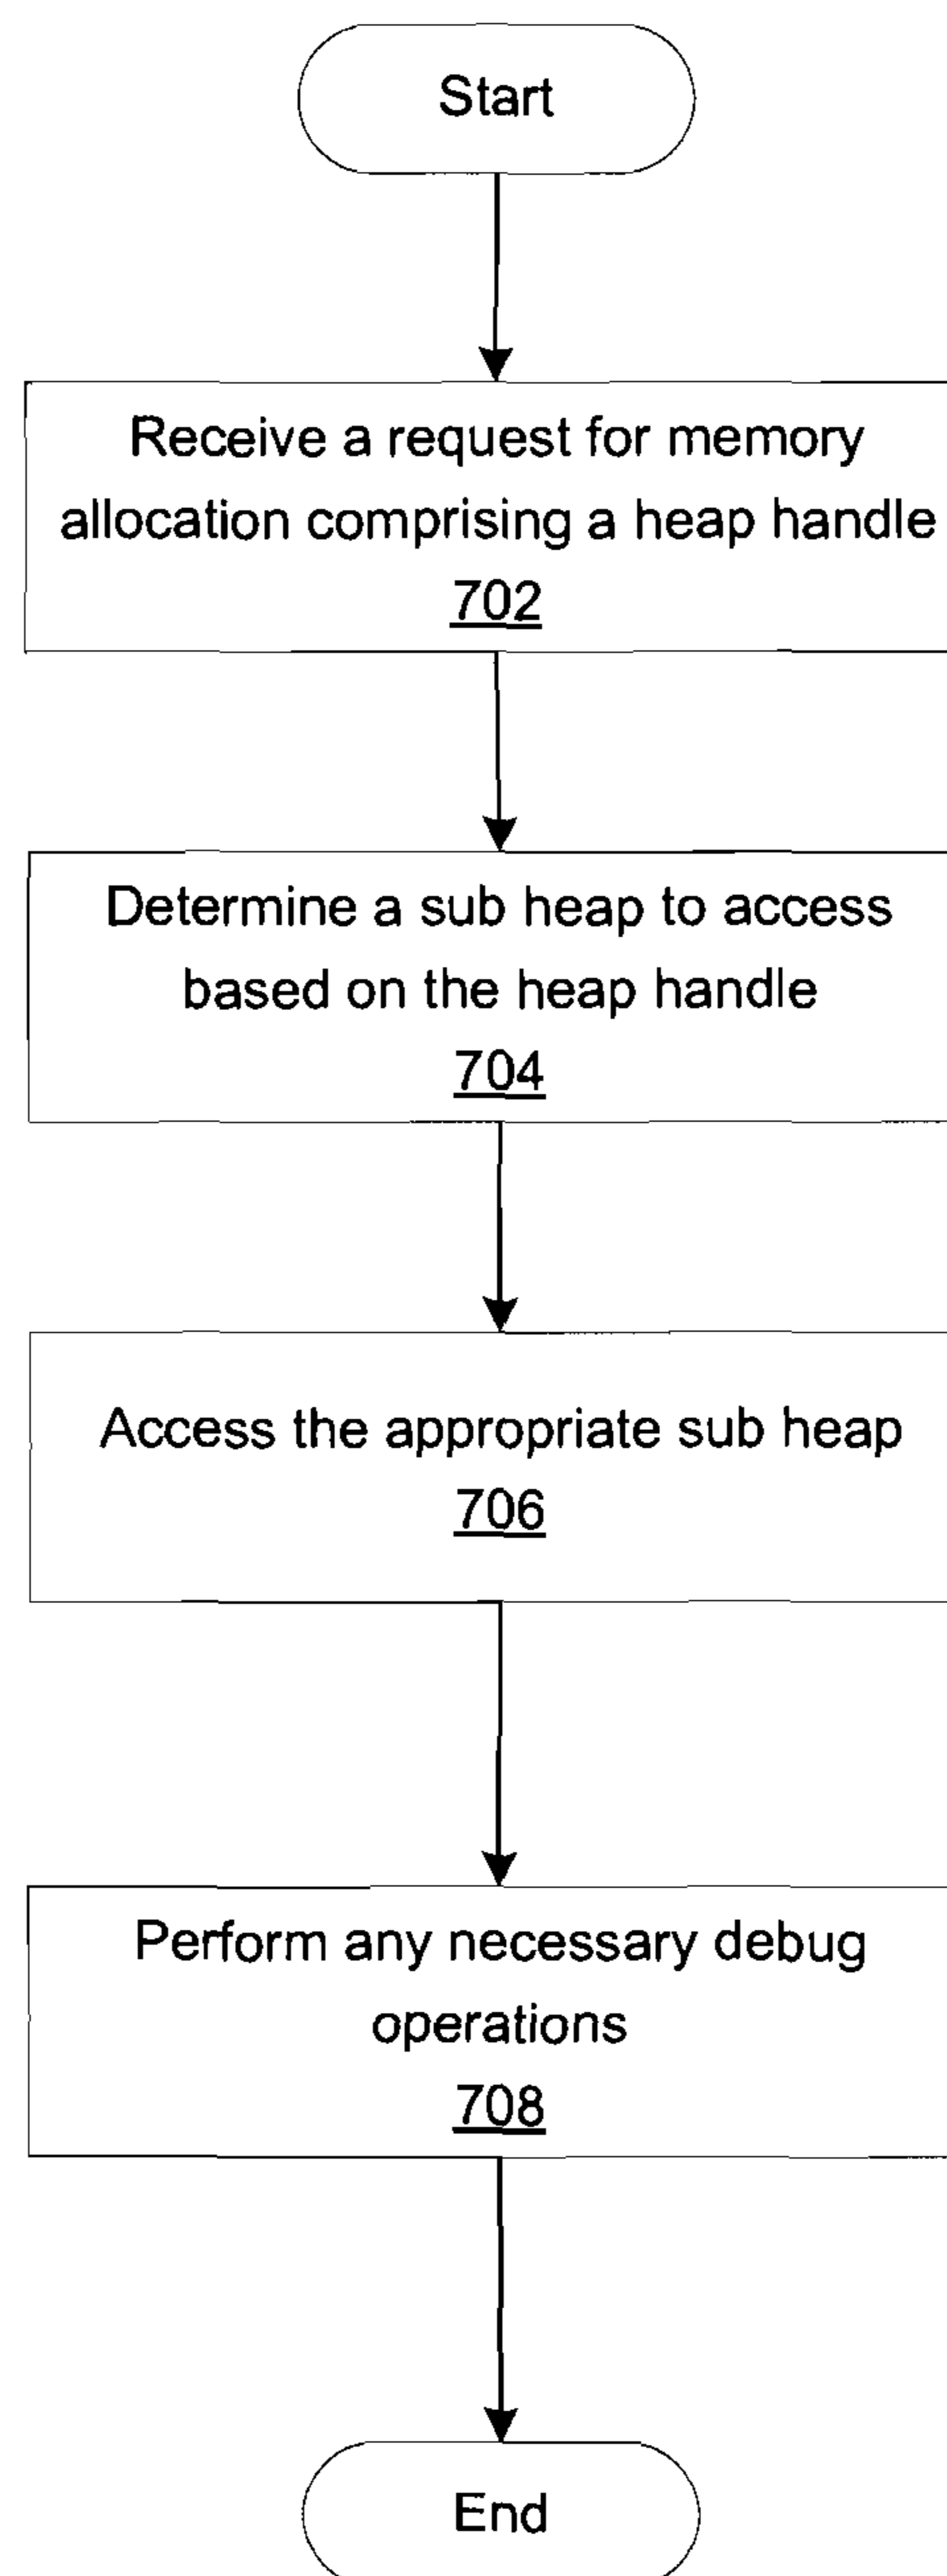 Start
Receive a request for memory
allocation comprising a heap handle
702
Determine a sub heap to access
based on the heap handle
704
Access the appropriate sub heap
706
Perform any necessary debug
operations
708
End